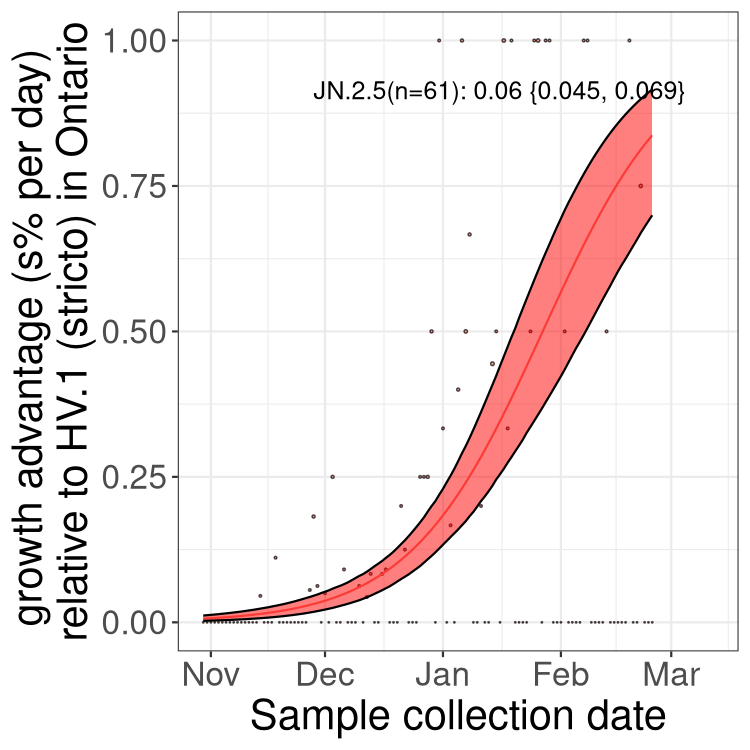 growth advantage (s% per day)
relative to HV.1 (stricto) in Ontario
1.00
0.75
0.50
0.25
0.00
JN.2.5(n=61): 0.06 {0.045, 0.069}
Nov Dec Jan Feb Mar
Sample collection date